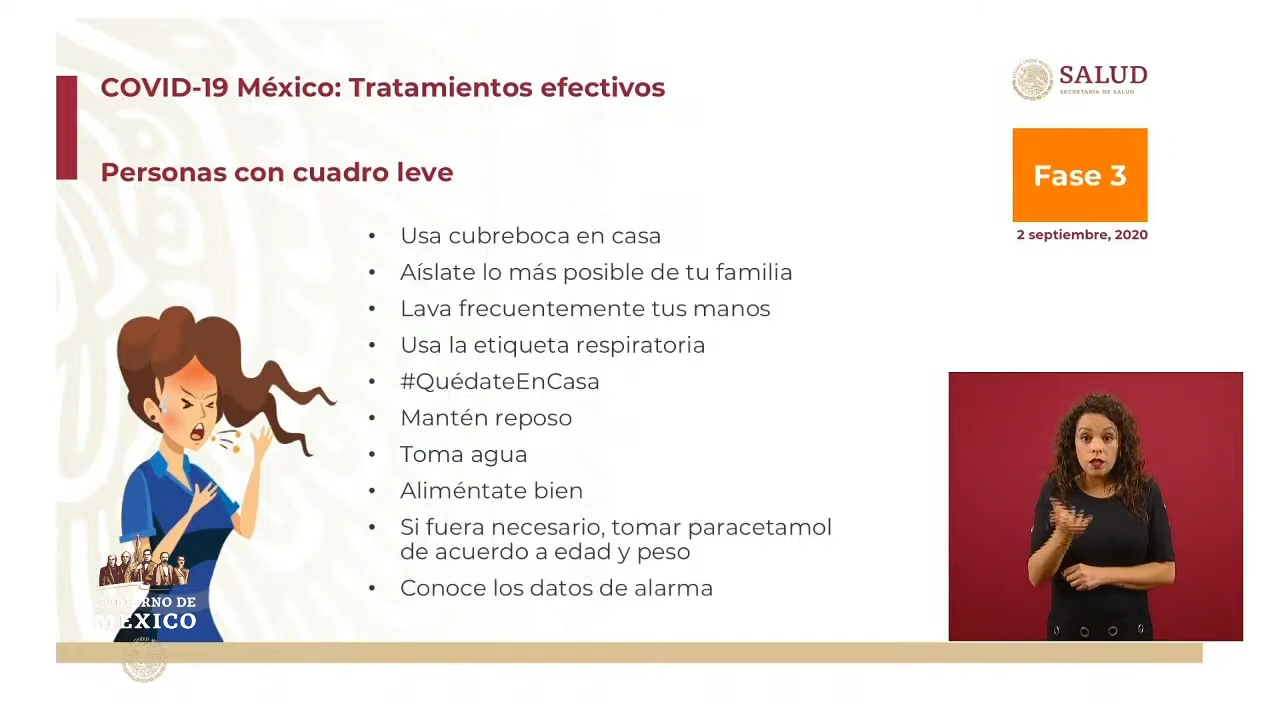 COVID-19 México: Tratamientos efectivos
SALUD
SECRETARÍA DE SALUD
Personas con cuadro leve
Fase 3
2 septiembre, 2020
• Usa cubreboca en casa
• Aíslate lo más posible de tu familia
• Lava frecuentemente tus manos
• Usa la etiqueta respiratoria
• #QuédateEnCasa
• Mantén reposo
• Toma agua
• Aliméntate bien
• Si fuera necesario, tomar paracetamol
de acuerdo a edad y peso
• Conoce los datos de alarma
GOBIERNO DE
MÉXICO